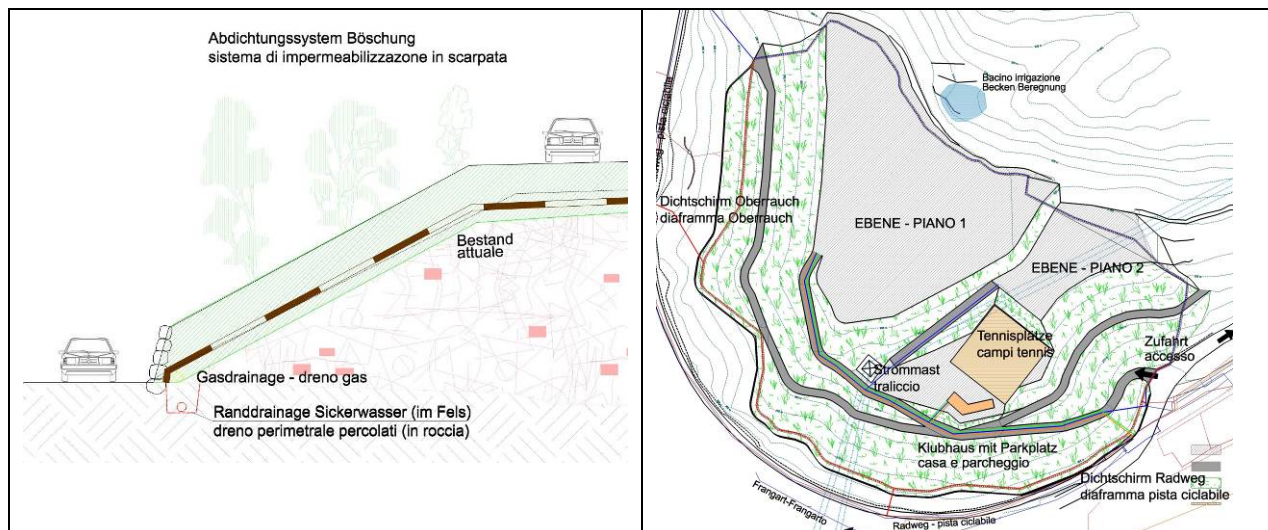 Abdichtungssystem Böschung
sistema di impermeabilizzazone in scarpata
Bestand
attuale
Gasdrainage - dreno gas
Randdrainage Sickerwasser (im Fels)
dreno perimetrale percolati (in roccia)
pista ciclabile
Bacino irrigazione
Becken Beregnung
Dichtschirm Oberrauch
diaframma Oberrauch
EBENE - PIANO 1
EBENE - PIANO 2
Tennisplätze
campi tennis
Zufahrt
accesso
Strommast
traliccio
Klubhaus mit Parkplatz
casa e parcheggio
Dichtschirm Radweg
diaframma pista ciclabile
Frangart-Frangarto
Radweg - pista ciclabile